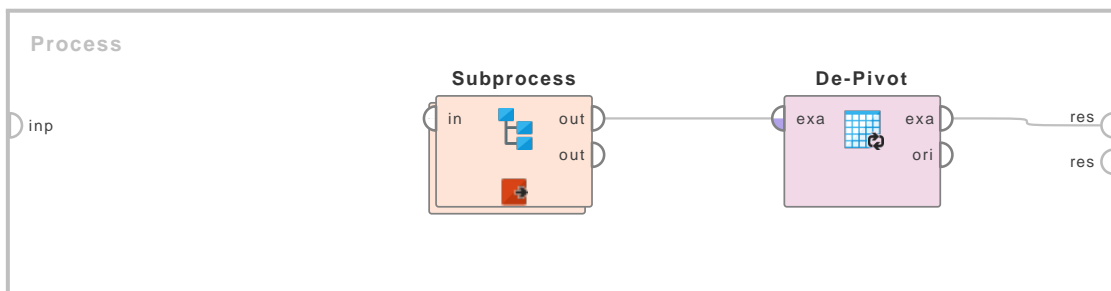 Process
Subprocess
De-Pivot
inp
in
out
out
exa
exa
ori
res
res